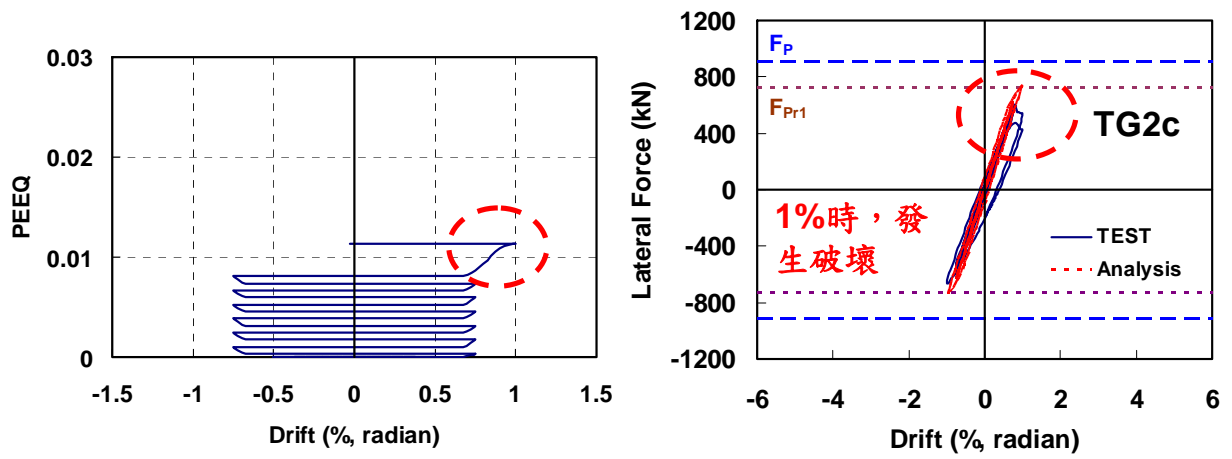 0.03
0.02
0.01
0
PEEQ
-1.5
-1
-0.5
0
0.5
1
1.5
Drift (%, radian)
1200
800
400
0
-400
-800
-1200
Lateral Force (kN)
FP
FPr1
TG2c
1%時，發
生破壞
TEST
Analysis
-6
-4
-2
0
2
4
6
Drift (%, radian)